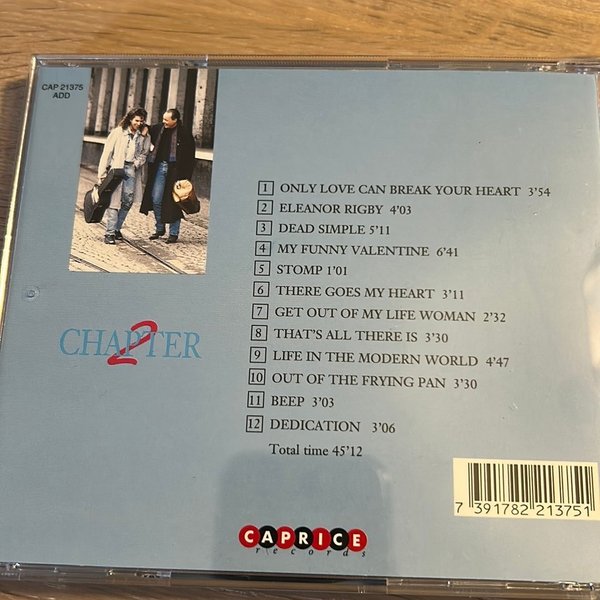 CAP 21375
ADD
1 ONLY LOVE CAN BREAK YOUR HEART 3'54
2 ELEANOR RIGBY 4'03
3 DEAD SIMPLE 5'11
4 MY FUNNY VALENTINE 6'41
5 STOMP 1'01
6 THERE GOES MY HEART 3'11
7 GET OUT OF MY LIFE WOMAN 2'32
8 THAT'S ALL THERE IS 3'30
9 LIFE IN THE MODERN WORLD 4'47
10 OUT OF THE FRYING PAN 3'30
11 BEEP 3'03
12 DEDICATION 3'06
Total time 45'12
CHAPTER
2
7 391782 213751
CAPRICE
records